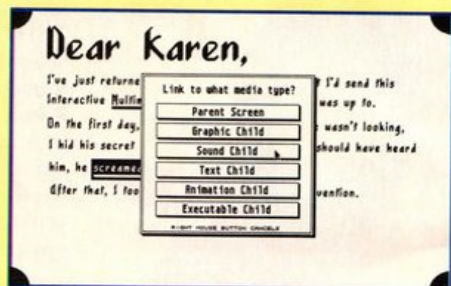 Dear Karen,
I've just returne
t I'd send this
Interactive Multim
was up to.
On the first day,
wasn't looking,
I hid his secret
should have heard
him, he screamed
After that, I too
vention.
Link to what media type?
Parent Screen
Graphic Child
Sound Child
Text Child
Animation Child
Executable Child
RIGHT MOUSE BUTTON CANCELS